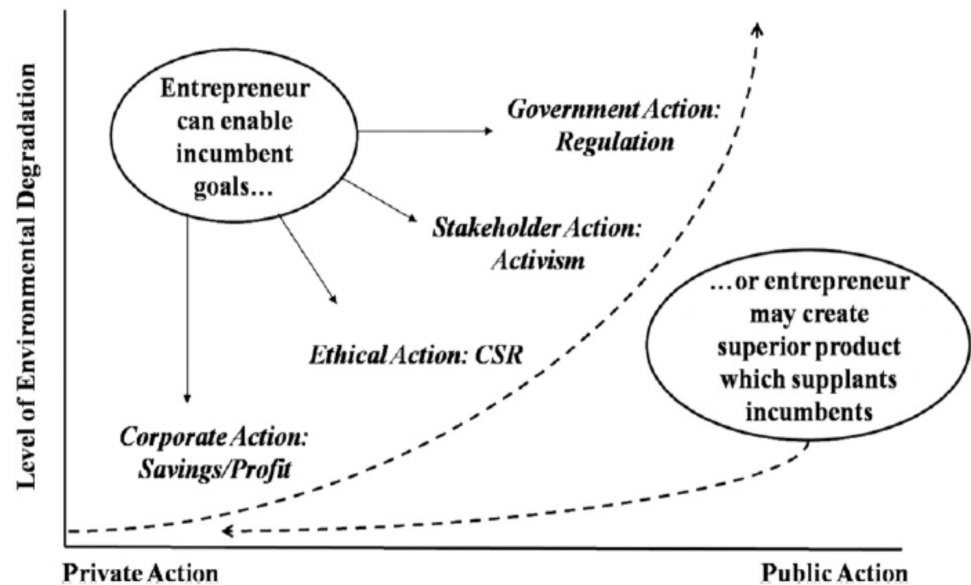 Level of Environmental Degradation
Entrepreneur
can enable
incumbent
goals...
Government Action:
Regulation
Stakeholder Action:
Activism
Ethical Action: CSR
Corporate Action:
Savings/Profit
...or entrepreneur
may create
superior product
which supplants
incumbents
Private Action
Public Action